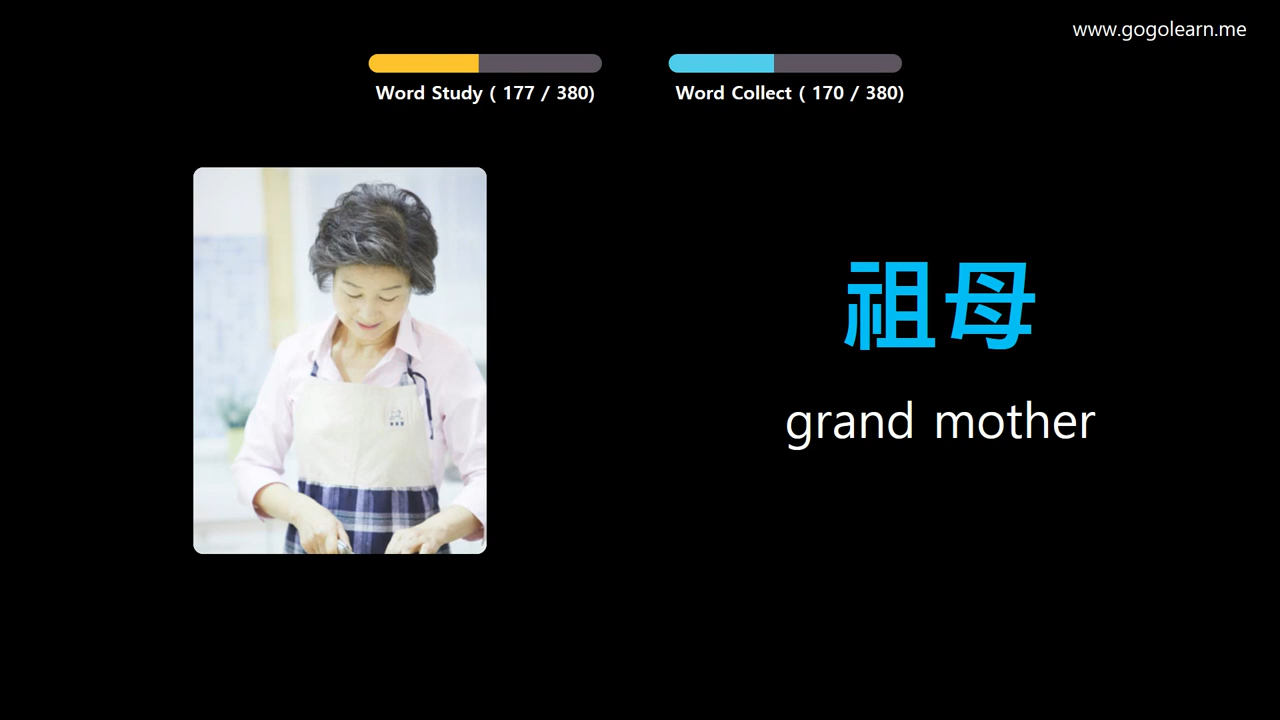 www.gogolearn.me
Word Study ( 177 / 380)
Word Collect ( 170 / 380)
祖母
grand mother